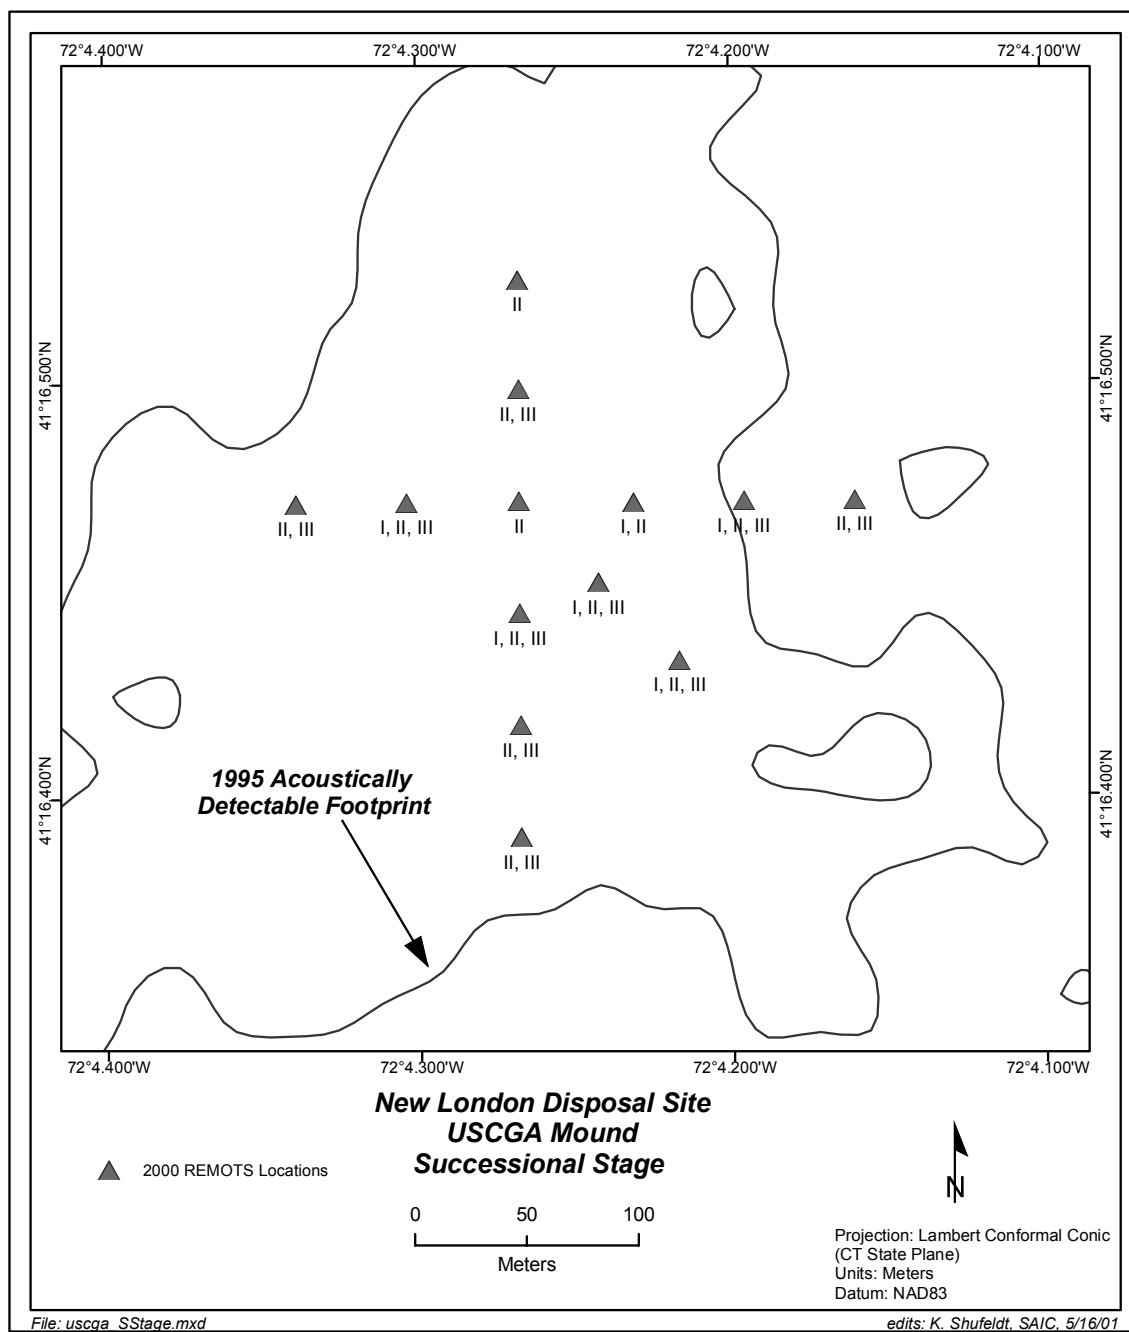 72°4.400'W 72°4.300'W 72°4.200'W 72°4.100'W
II
41°16.500'N 41°16.500'N
II, III
II, III I, II, III II I, II I, II, III II, III
I, II, III
I, II, III
I, II, III
II, III
1995 Acoustically
Detectable Footprint
41°16.400'N 41°16.400'N
II, III
72°4.400'W 72°4.300'W 72°4.200'W 72°4.100'W
New London Disposal Site
USCGA Mound
Successional Stage
2000 REMOTS Locations
N
0 50 100
Meters
Projection: Lambert Conformal Conic
(CT State Plane)
Units: Meters
Datum: NAD83
File: uscga_SStage.mxd edits: K. Shufeldt, SAIC, 5/16/01